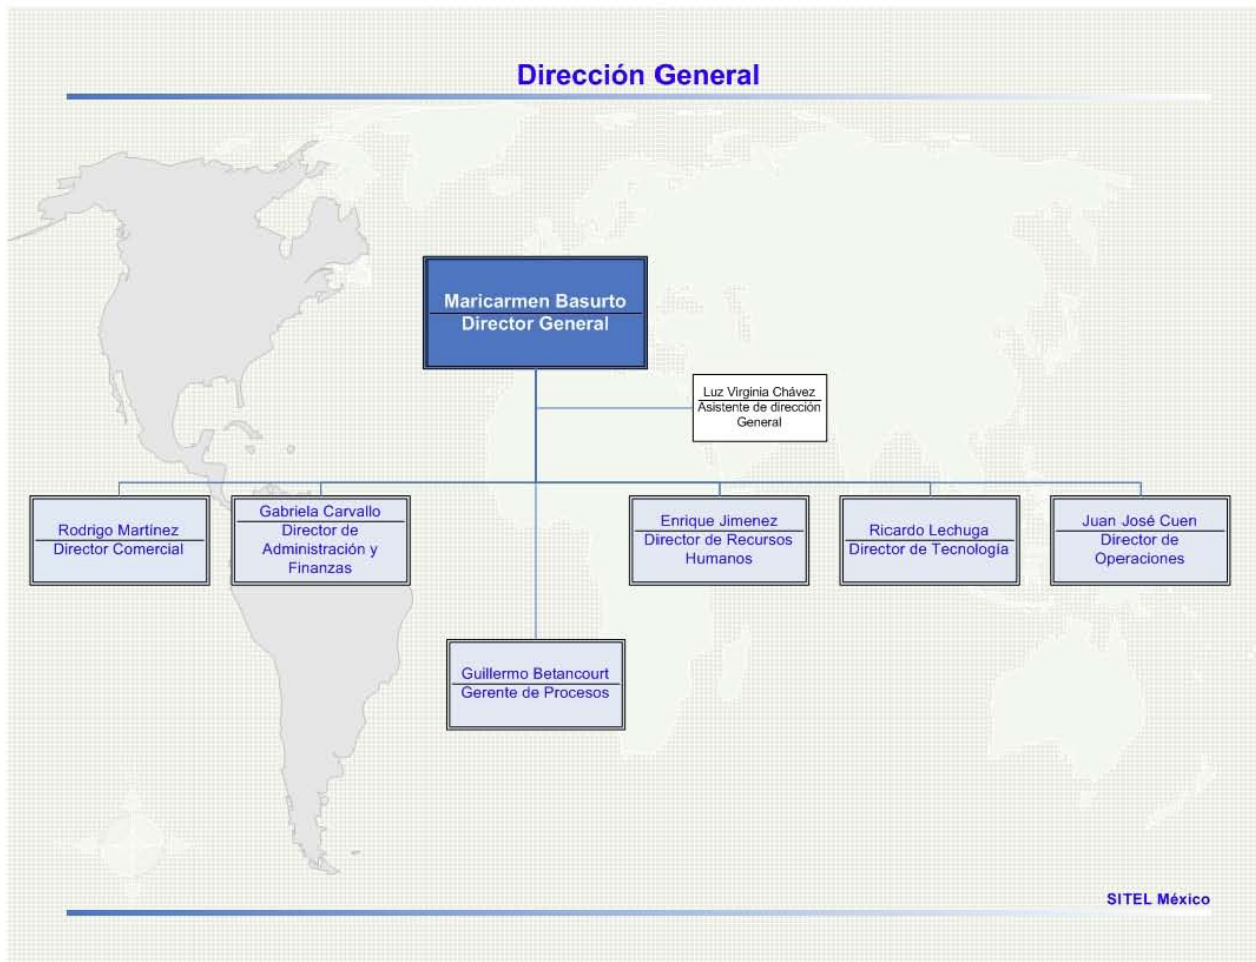 Dirección General
Maricarmen Basurto
Director General
Luz Virginia Chávez
Asistente de dirección
General
Rodrigo Martínez
Director Comercial
Gabriela Carvallo
Director de
Administración y
Finanzas
Enrique Jimenez
Director de Recursos
Humanos
Ricardo Lechuga
Director de Tecnología
Juan José Cuen
Director de
Operaciones
Guillermo Betancourt
Gerente de Procesos
SITEL México